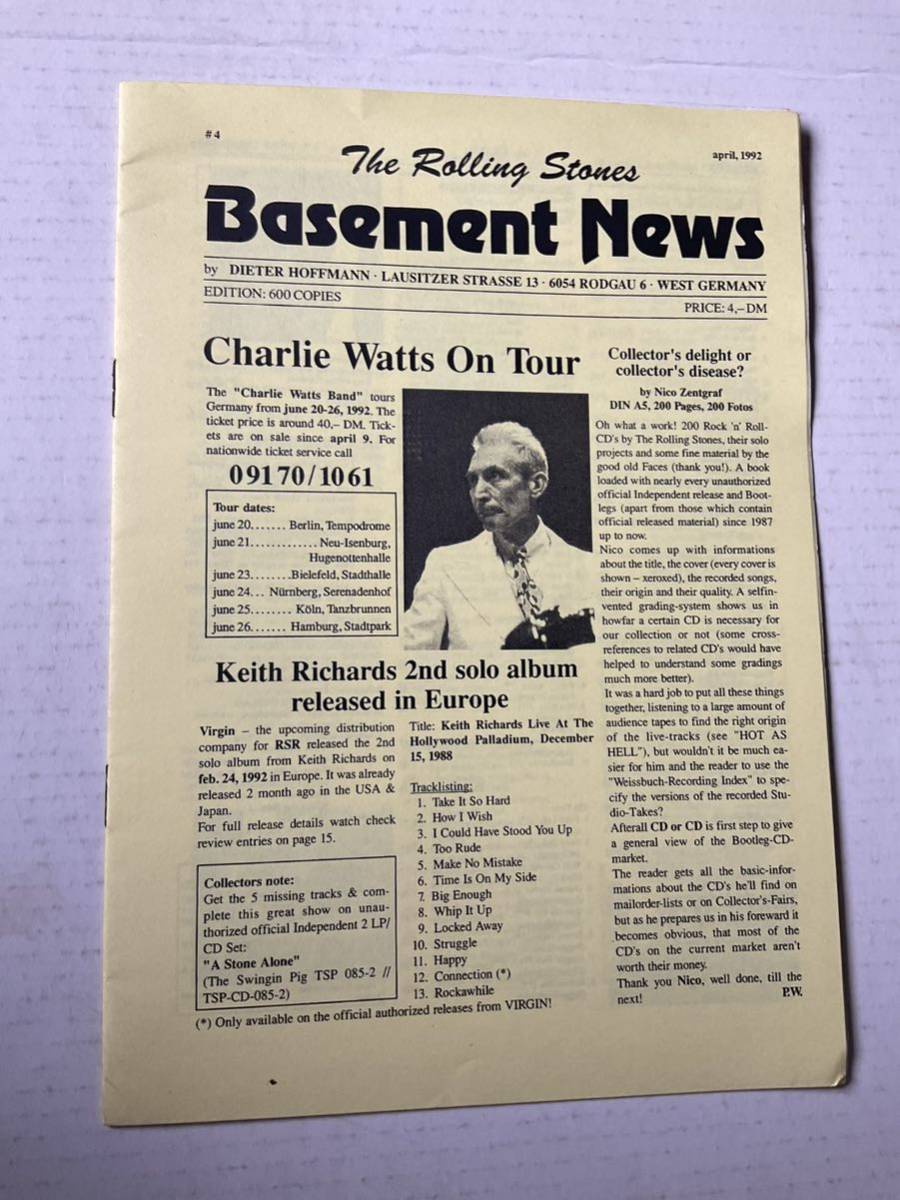 #4
april, 1992
The Rolling Stones
Basement News
by DIETER HOFFMANN · LAUSITZER STRASSE 13 · 6054 RODGAU 6 · WEST GERMANY
EDITION: 600 COPIES
PRICE: 4,– DM
Charlie Watts On Tour
The "Charlie Watts Band" tours
Germany from june 20-26, 1992. The
ticket price is around 40,– DM. Tick-
ets are on sale since april 9. For
nationwide ticket service call
09170/1061
Tour dates:
june 20....... Berlin, Tempodrome
june 21............. Neu-Isenburg,
Hugenottenhalle
june 23........Bielefeld, Stadthalle
june 24... Nürnberg, Serenadenhof
june 25........ Köln, Tanzbrunnen
june 26....... Hamburg, Stadtpark
Keith Richards 2nd solo album
released in Europe
Virgin – the upcoming distribution
company for RSR released the 2nd
solo album from Keith Richards on
feb. 24, 1992 in Europe. It was already
released 2 month ago in the USA &
Japan.
For full release details watch check
review entries on page 15.
Collectors note:
Get the 5 missing tracks & com-
plete this great show on unau-
thorized official Independent 2 LP/
CD Set:
"A Stone Alone"
(The Swingin Pig TSP 085-2 //
TSP-CD-085-2)
Title: Keith Richards Live At The
Hollywood Palladium, December
15, 1988
Tracklisting:
1. Take It So Hard
2. How I Wish
3. I Could Have Stood You Up
4. Too Rude
5. Make No Mistake
6. Time Is On My Side
7. Big Enough
8. Whip It Up
9. Locked Away
10. Struggle
11. Happy
12. Connection (*)
13. Rockawhile
(*) Only available on the official authorized releases from VIRGIN!
Collector's delight or
collector's disease?
by Nico Zentgraf
DIN A5, 200 Pages, 200 Fotos
Oh what a work! 200 Rock 'n' Roll-
CD's by The Rolling Stones, their solo
projects and some fine material by the
good old Faces (thank you!). A book
loaded with nearly every unauthorized
official Independent release and Boot-
legs (apart from those which contain
official released material) since 1987
up to now.
Nico comes up with informations
about the title, the cover (every cover is
shown – xeroxed), the recorded songs,
their origin and their quality. A selfin-
vented grading-system shows us in
howfar a certain CD is necessary for
our collection or not (some cross-
references to related CD's would have
helped to understand some gradings
much more better).
It was a hard job to put all these things
together, listening to a large amount of
audience tapes to find the right origin
of the live-tracks (see "HOT AS
HELL"), but wouldn't it be much ea-
sier for him and the reader to use the
"Weissbuch-Recording Index" to spe-
cify the versions of the recorded Stu-
dio-Takes?
Afterall CD or CD is first step to give
a general view of the Bootleg-CD-
market.
The reader gets all the basic-infor-
mations about the CD's he'll find on
mailorder-lists or on Collector's-Fairs,
but as he prepares us in his foreward it
becomes obvious, that most of the
CD's on the current market aren't
worth their money.
Thank you Nico, well done, till the
next!
P.W.